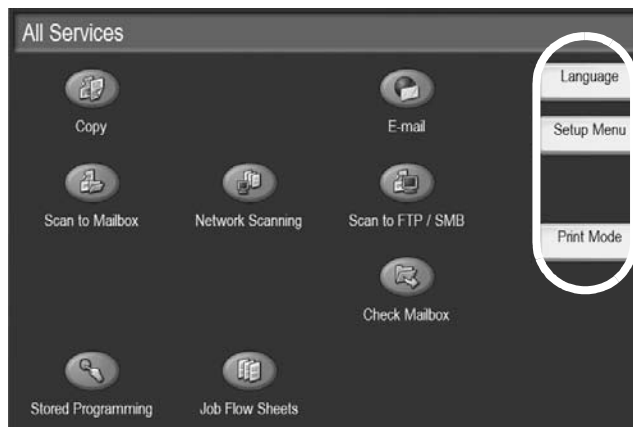 All Services
Language
Copy
E-mail
Setup Menu
Scan to Mailbox
Network Scanning
Scan to FTP / SMB
Print Mode
Check Mailbox
Stored Programming
Job Flow Sheets